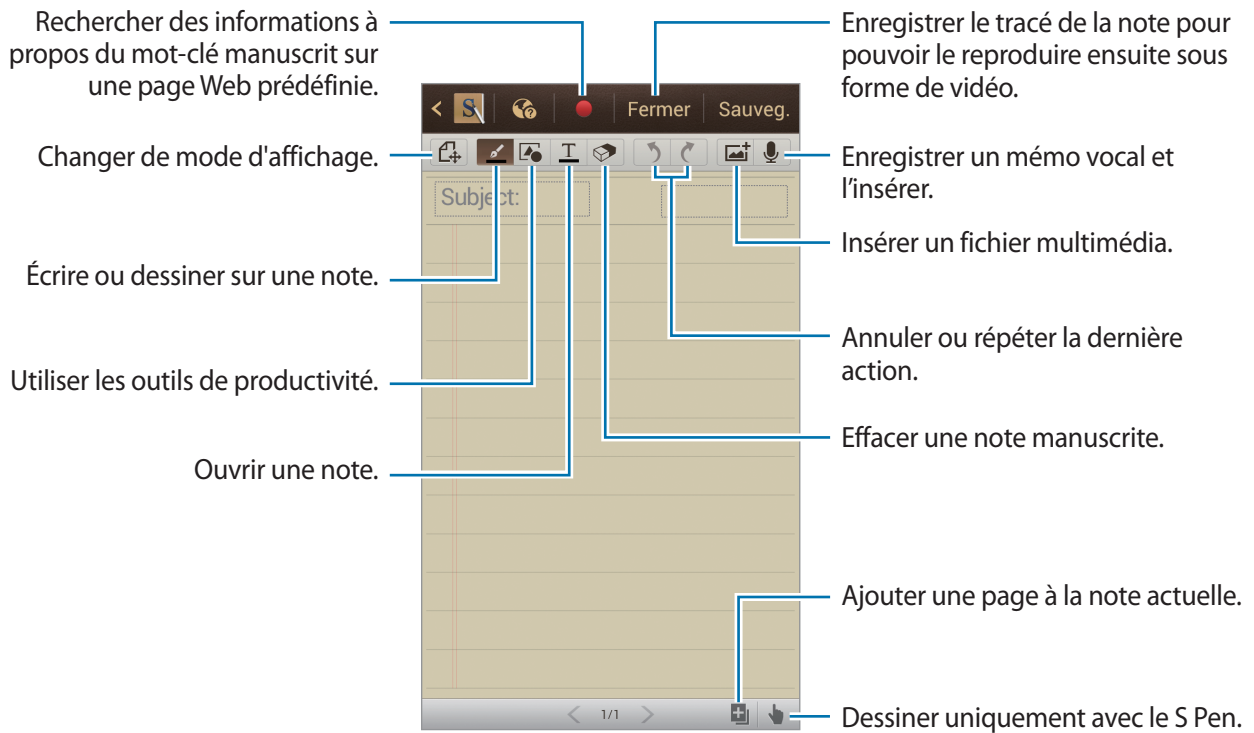 Rechercher des informations à
propos du mot-clé manuscrit sur
une page Web prédéfinie.
Enregistrer le tracé de la note pour
pouvoir le reproduire ensuite sous
forme de vidéo.
S ? Fermer Sauveg.
Changer de mode d'affichage.
T
Enregistrer un mémo vocal et
l'insérer.
Subject:
Insérer un fichier multimédia.
Écrire ou dessiner sur une note.
Annuler ou répéter la dernière
action.
Utiliser les outils de productivité.
Effacer une note manuscrite.
Ouvrir une note.
Ajouter une page à la note actuelle.
1/1
Dessiner uniquement avec le S Pen.